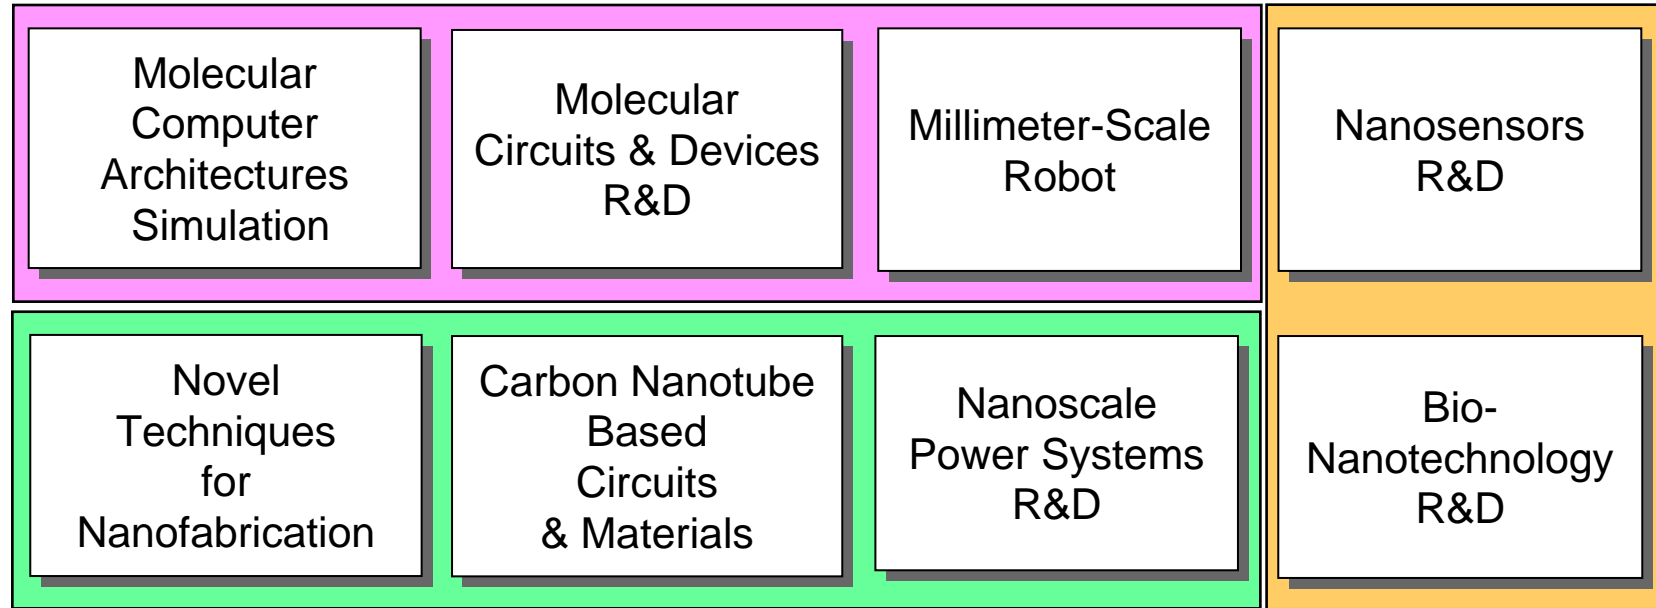 Molecular
Computer
Architectures
Simulation
Molecular
Circuits & Devices
R&D
Millimeter-Scale
Robot
Nanosensors
R&D
Novel
Techniques
for
Nanofabrication
Carbon Nanotube
Based
Circuits
& Materials
Nanoscale
Power Systems
R&D
Bio-
Nanotechnology
R&D